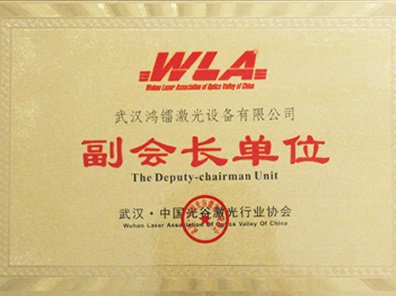 WLA
Wuhan Laser Association of Optics Valley of China
武汉鸿镭激光设备有限公司
副会长单位
The Deputy-chairman Unit
武汉·中国光谷激光行业协会
Wuhan Laser Association Of Optics Valley Of China